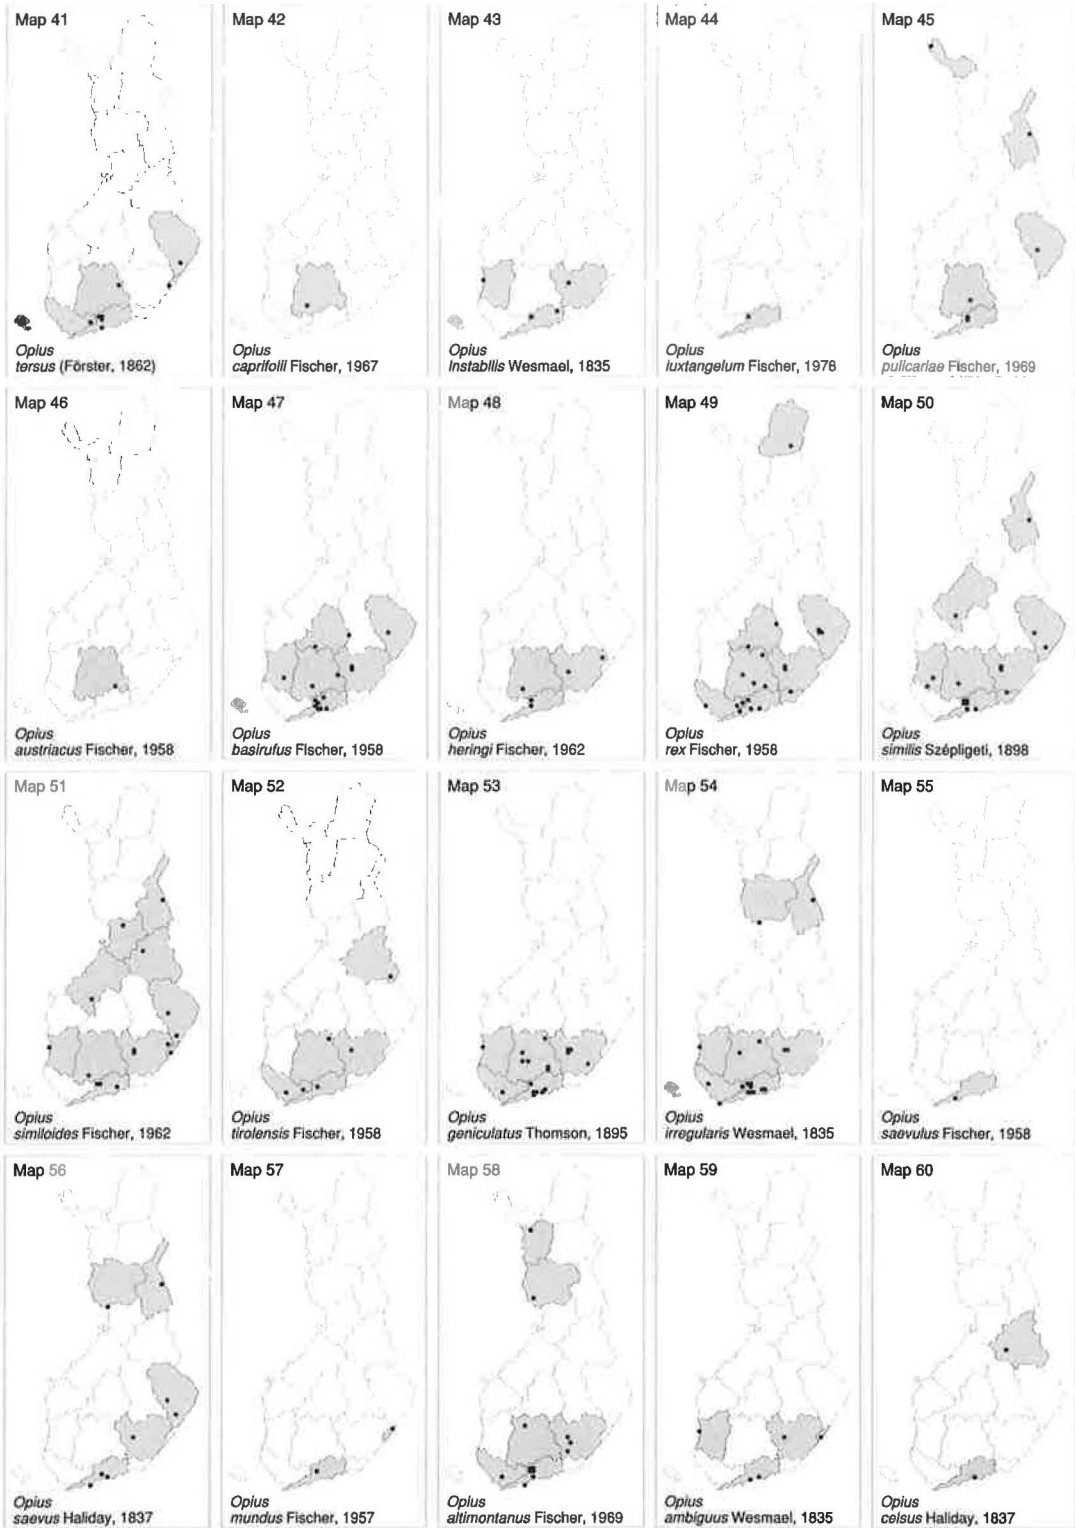 Map 41
Map 42
Map 43
Map 44
Map 45
Opius
tersus (Förster, 1862)
Opius
caprifolii Fischer, 1967
Opius
instabilis Wesmael, 1835
Opius
luxtangelum Fischer, 1978
Opius
pulicariae Fischer, 1969
Map 46
Map 47
Map 48
Map 49
Map 50
Opius
austriacus Fischer, 1958
Opius
basirufus Fischer, 1958
Opius
heringi Fischer, 1962
Opius
rex Fischer, 1958
Opius
similis Szépligeti, 1898
Map 51
Map 52
Map 53
Map 54
Map 55
Opius
similoides Fischer, 1962
Opius
tirolensis Fischer, 1958
Opius
geniculatus Thomson, 1895
Opius
irregularis Wesmael, 1835
Opius
saevulus Fischer, 1958
Map 56
Map 57
Map 58
Map 59
Map 60
Opius
saevus Haliday, 1837
Opius
mundus Fischer, 1957
Opius
altimontanus Fischer, 1969
Opius
ambiguus Wesmael, 1835
Opius
celsus Haliday, 1837